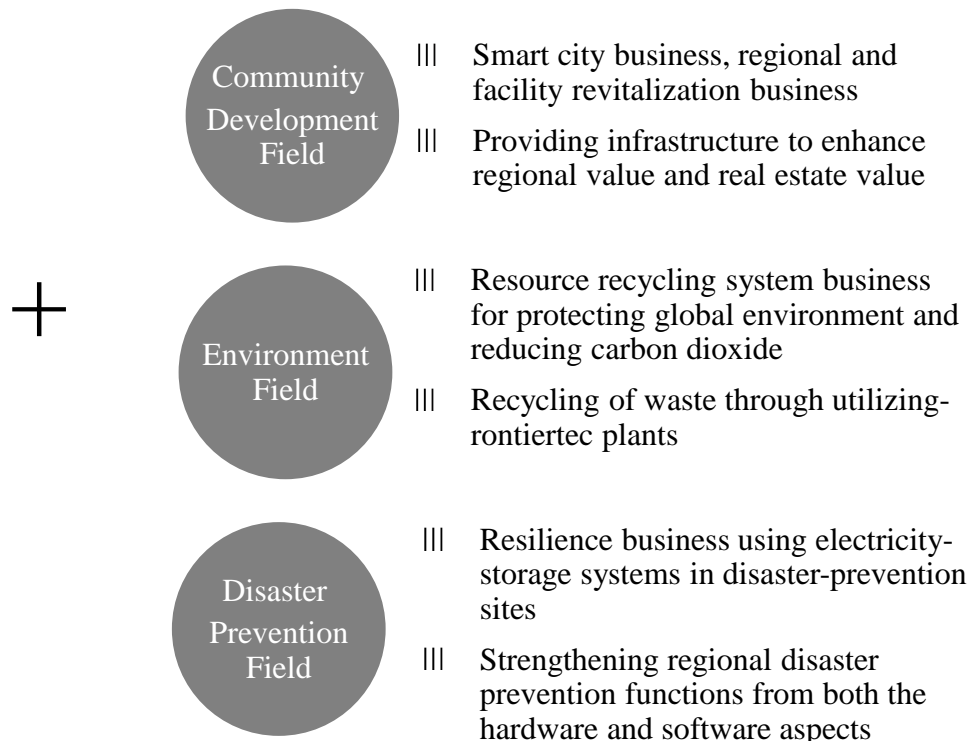 Community
Development
Field
||| Smart city business, regional and
facility revitalization business
||| Providing infrastructure to enhance
regional value and real estate value
+
Environment
Field
||| Resource recycling system business
for protecting global environment and
reducing carbon dioxide
||| Recycling of waste through utilizing-
rontiertec plants
Disaster
Prevention
Field
||| Resilience business using electricity-
storage systems in disaster-prevention
sites
||| Strengthening regional disaster
prevention functions from both the
hardware and software aspects